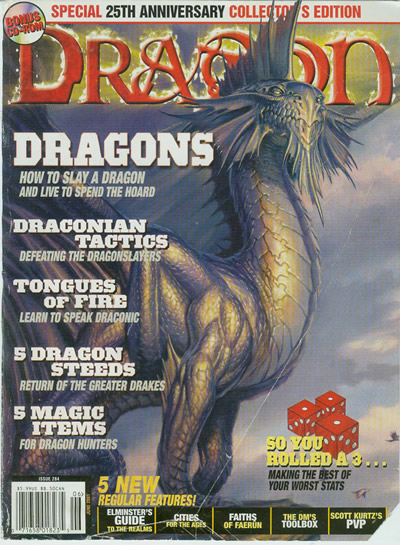 BONUS
CD-ROM
SPECIAL 25TH ANNIVERSARY COLLECTOR'S EDITION
DRAGON
DRAGONS
HOW TO SLAY A DRAGON
AND LIVE TO SPEND THE HOARD
DRACONIAN
TACTICS
DEFEATING THE DRAGONSLAYERS
TONGUES
OF FIRE
LEARN TO SPEAK DRACONIC
5 DRAGON
STEEDS
RETURN OF THE GREATER DRAKES
5 MAGIC
ITEMS
FOR DRAGON HUNTERS
SO YOU
ROLLED A 3...
MAKING THE BEST OF
YOUR WORST STATS
ISSUE 284
06
JUNE 2001
5 NEW
REGULAR FEATURES!
ELMINSTER'S
GUIDE
TO THE REALMS
CITIES
FOR THE AGES
FAITHS
OF FAERUN
THE DM'S
TOOLBOX
SCOTT KURTZ'S
PVP